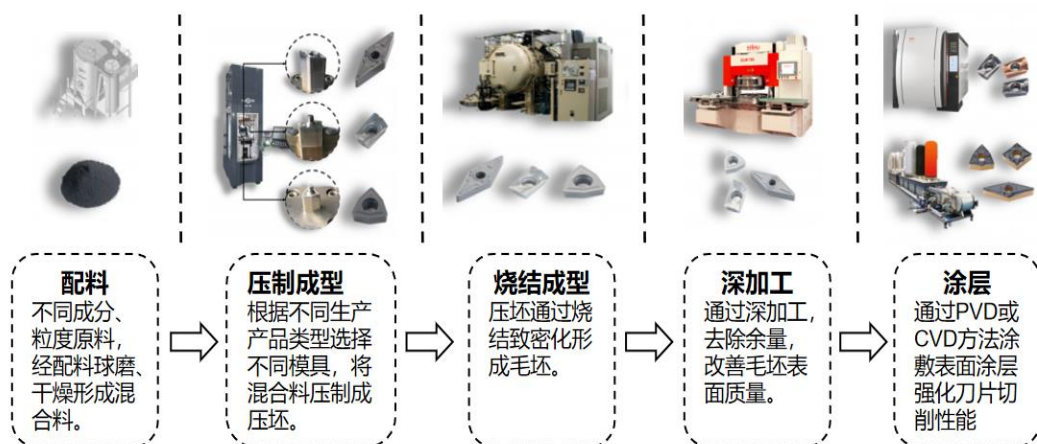 配料
不同成分、
粒度原料，
经配料球磨、
干燥形成混
合料。
压制成型
根据不同生产
产品类型选择
不同模具，将
混合料压制成
压坯。
烧结成型
压坯通过烧
结致密化形
成毛坯。
深加工
通过深加工，
去除余量，
改善毛坯表
面质量。
涂层
通过PVD或
CVD方法涂
敷表面涂层
强化刀片切
削性能